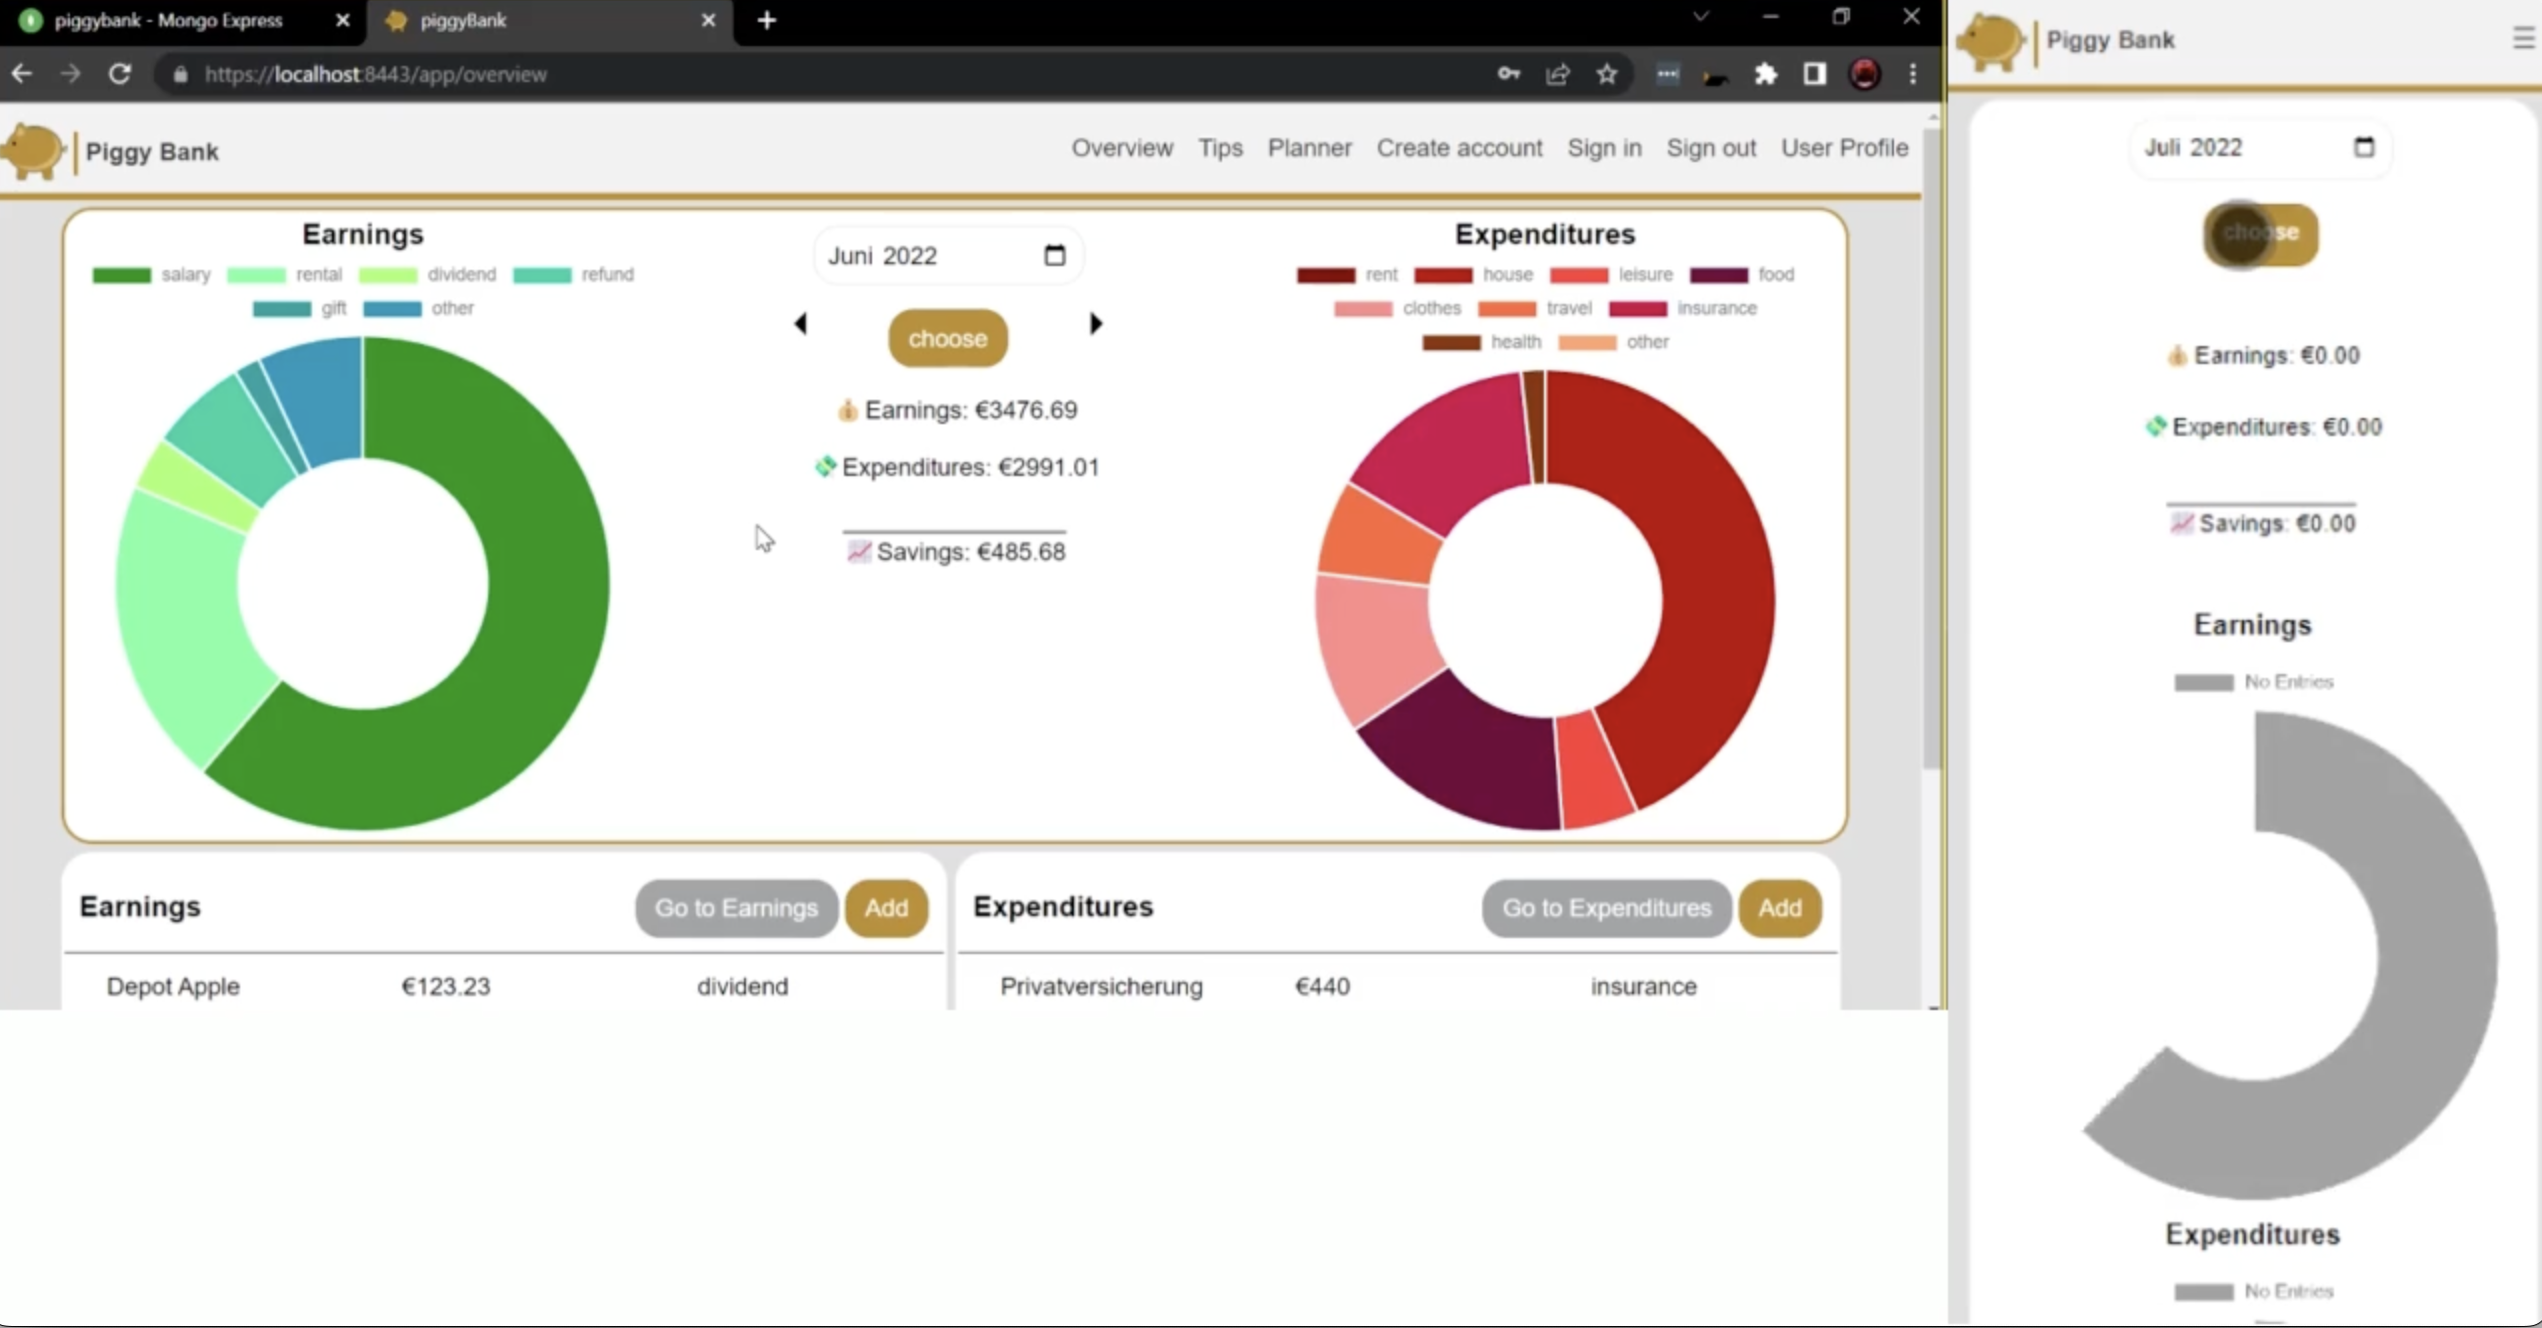 piggybank - Mongo Express
piggyBank
https://localhost:8443/app/overview
Piggy Bank
Overview Tips Planner Create account Sign in Sign out User Profile
Earnings
salary rental dividend refund
gift other
Juni 2022
choose
Earnings: €3476.69
Expenditures: €2991.01
Savings: €485.68
Expenditures
rent house leisure food
clothes travel insurance
health other
Earnings Go to Earnings Add
Depot Apple €123.23 dividend
Expenditures Go to Expenditures Add
Privatversicherung €440 insurance
Piggy Bank
Juli 2022
choose
Earnings: €0.00
Expenditures: €0.00
Savings: €0.00
Earnings
No Entries
Expenditures
No Entries